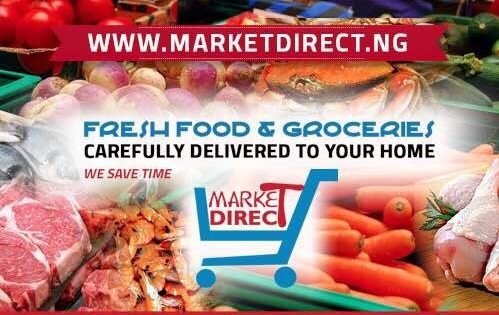 WWW.MARKETDIRECT.NG
FRESH FOOD & GROCERIES
CAREFULLY DELIVERED TO YOUR HOME
WE SAVE TIME
MARKET
DIRECT